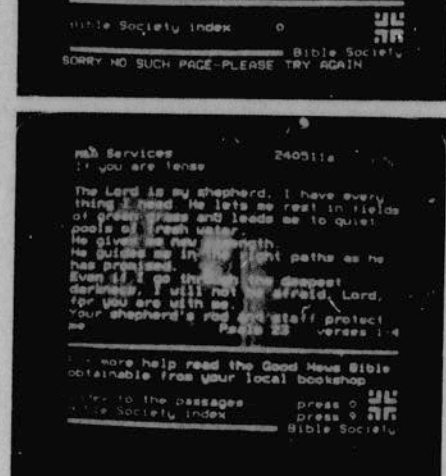 Bible Society index 0
Bible Society
SORRY NO SUCH PAGE-PLEASE TRY AGAIN
Services 240511a
If you are tense
The Lord is my shepherd, I have every
thing I need. He lets me rest in fields
of green grass and leads me to quiet
pools of fresh water.
He gives me new strength.
He guides me in the right paths as he
has promised.
Even if I go through the deepest
darkness, I will not be afraid, Lord,
for you are with me.
Your shepherd's rod and staff protect
me Psalm 23 verses 1-4
more help read the Good News Bible
obtainable from your local bookshop
to the passages press 0
Bible Society index press 9
Bible Society